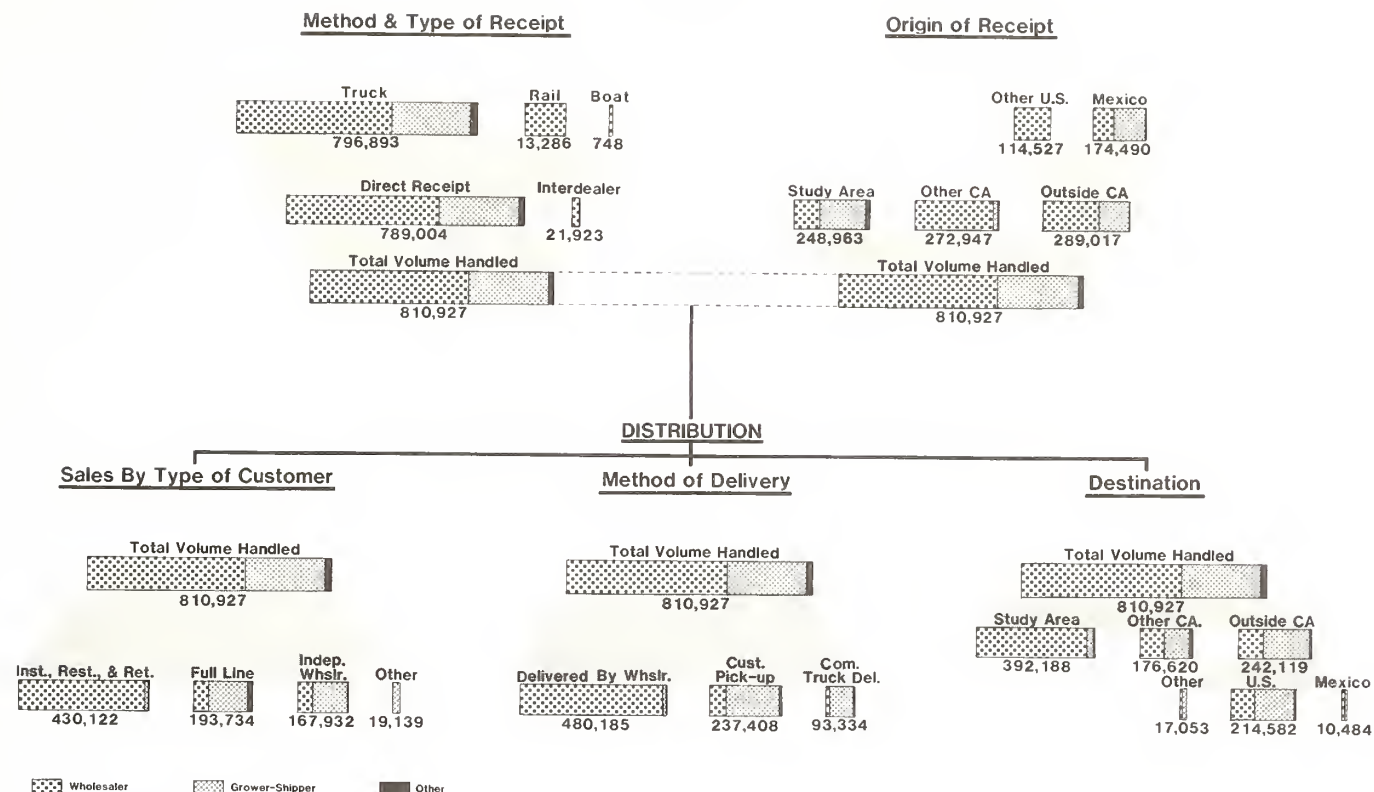 Method & Type of Receipt
Origin of Receipt
Truck
Rail
Boat
796,893
13,286
748
Other U.S.
Mexico
114,527
174,490
Direct Receipt
Interdealer
789,004
21,923
Study Area
Other CA
Outside CA
248,963
272,947
289,017
Total Volume Handled
810,927
Total Volume Handled
810,927
DISTRIBUTION
Sales By Type of Customer
Method of Delivery
Destination
Total Volume Handled
810,927
Total Volume Handled
810,927
Total Volume Handled
810,927
Inst., Rest., & Ret.
430,122
Full Line
193,734
Indep.
Whslr.
167,932
Other
19,139
Delivered By Whslr.
480,185
Cust.
Pick-up
237,408
Com.
Truck Del.
93,334
Study Area
392,188
Other CA.
176,620
Outside CA
242,119
Other
17,053
U.S.
214,582
Mexico
10,484
Wholesaler
Grower-Shipper
Other